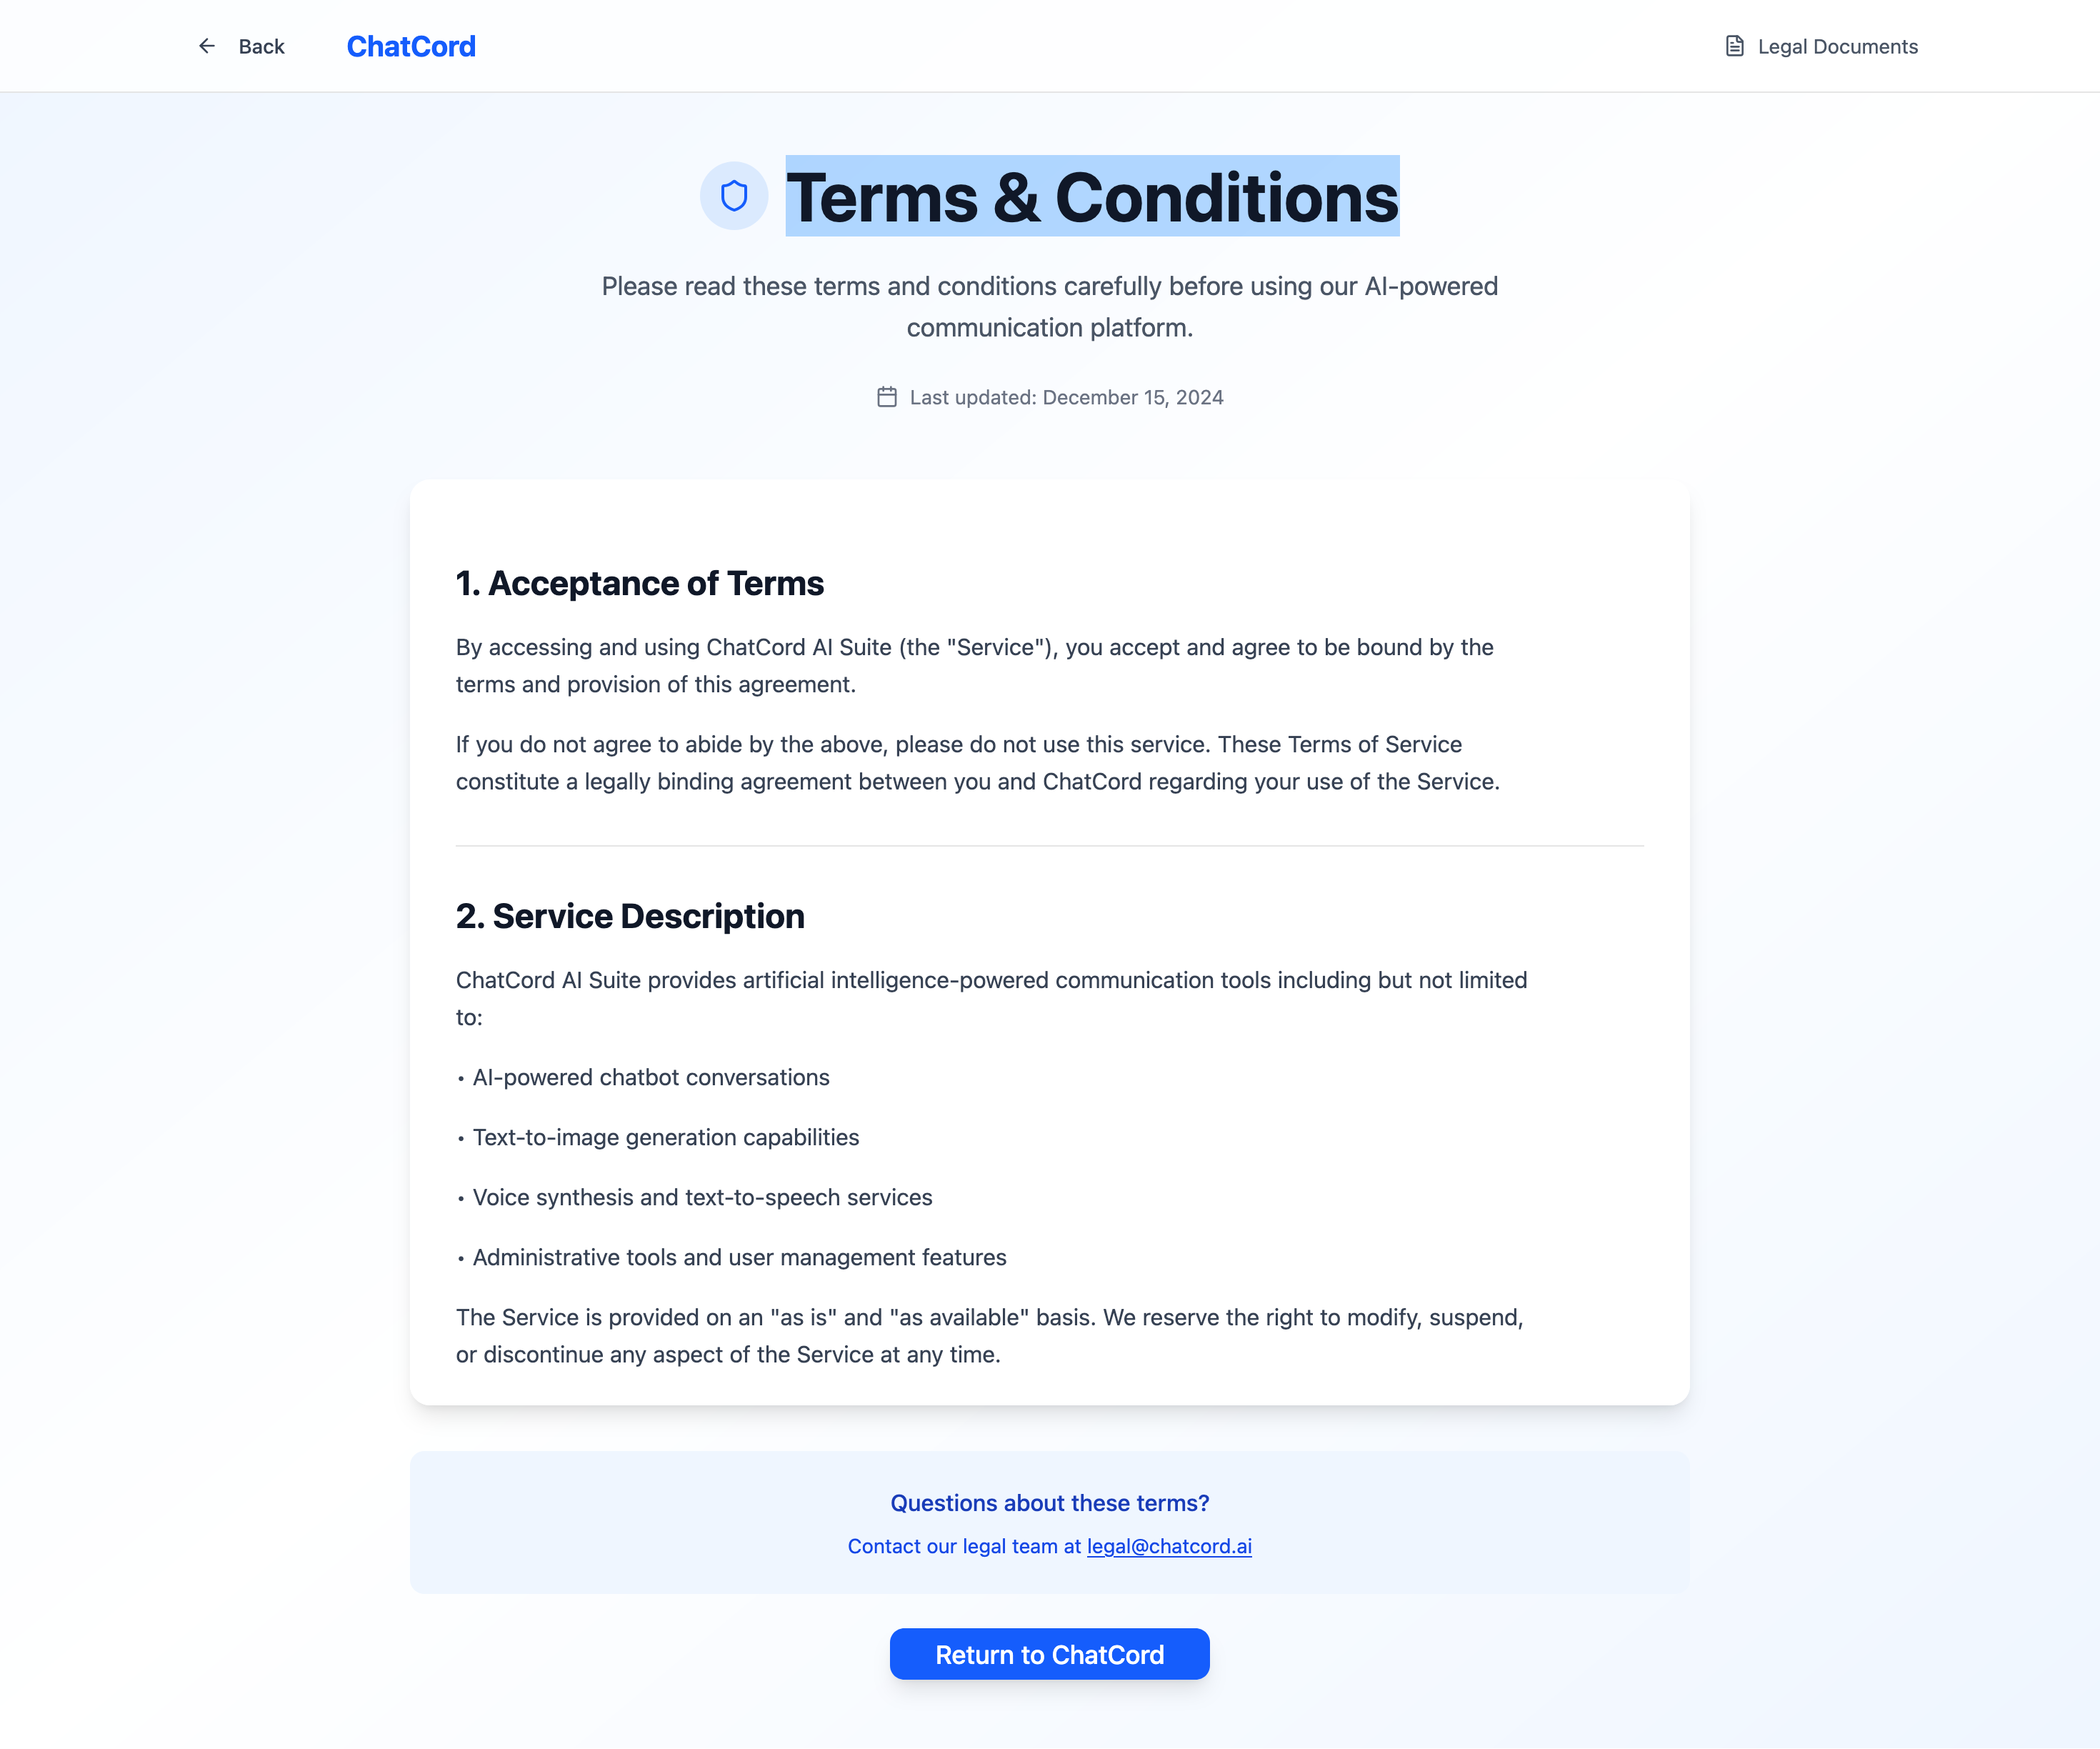 Back
ChatCord
Legal Documents
Terms & Conditions
Please read these terms and conditions carefully before using our AI-powered
communication platform.
Last updated: December 15, 2024
1. Acceptance of Terms
By accessing and using ChatCord AI Suite (the "Service"), you accept and agree to be bound by the
terms and provision of this agreement.
If you do not agree to abide by the above, please do not use this service. These Terms of Service
constitute a legally binding agreement between you and ChatCord regarding your use of the Service.
2. Service Description
ChatCord AI Suite provides artificial intelligence-powered communication tools including but not limited
to:
• AI-powered chatbot conversations
• Text-to-image generation capabilities
• Voice synthesis and text-to-speech services
• Administrative tools and user management features
The Service is provided on an "as is" and "as available" basis. We reserve the right to modify, suspend,
or discontinue any aspect of the Service at any time.
Questions about these terms?
Contact our legal team at legal@chatcord.ai
Return to ChatCord